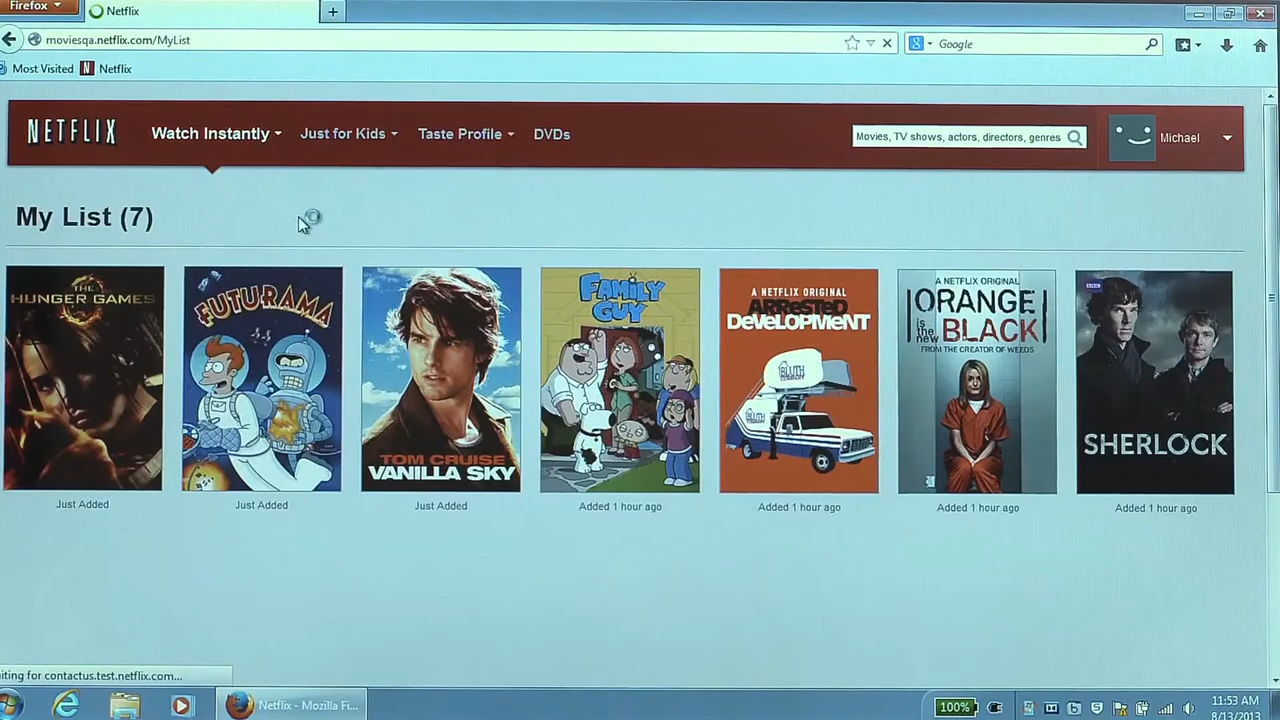 Firefox
Netflix
moviesqa.netflix.com/MyList
Google
Most Visited
Netflix
NETFLIX
Watch Instantly
Just for Kids
Taste Profile
DVDs
Movies, TV shows, actors, directors, genres
Michael
My List (7)
THE HUNGER GAMES
FUTURAMA
TOM CRUISE
VANILLA SKY
FAMILY GUY
A NETFLIX ORIGINAL
ARReSTeD
DeVeLOPMeNT
BLUTH
COMPANY
A NETFLIX ORIGINAL
ORANGE
is the new BLACK
FROM THE CREATOR OF WEEDS
BBC
SHERLOCK
Just Added
Just Added
Just Added
Added 1 hour ago
Added 1 hour ago
Added 1 hour ago
Added 1 hour ago
iting for contactus.test.netflix.com...
Netflix - Mozilla Fi...
100%
11:53 AM
8/13/2013